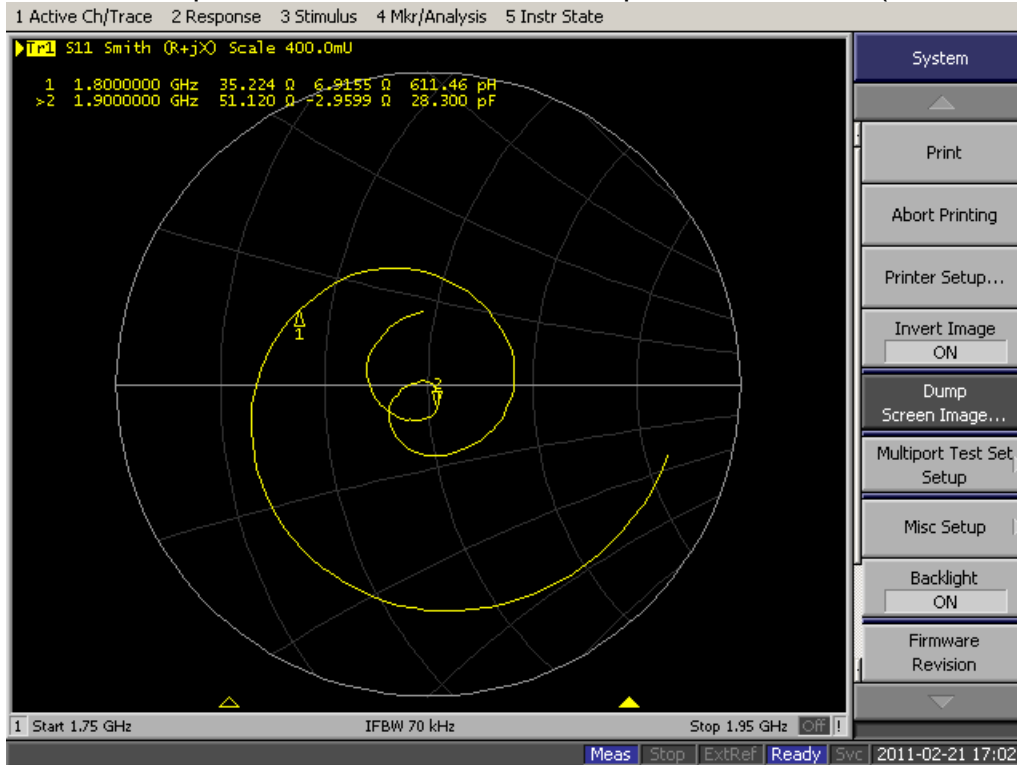 1 Active Ch/Trace 2 Response 3 Stimulus 4 Mkr/Analysis 5 Instr State
Tr1 S11 Smith (R+jX) Scale 400.0mU
1 1.8000000 GHz 35.224 Ω 6.9155 Ω 611.46 pH
>2 1.9000000 GHz 51.120 Ω -2.9599 Ω 28.300 pF
1
2
System
Print
Abort Printing
Printer Setup...
Invert Image
ON
Dump
Screen Image...
Multiport Test Set
Setup
Misc Setup
Backlight
ON
Firmware
Revision
1 Start 1.75 GHz IFBW 70 kHz Stop 1.95 GHz Off !
Meas Stop ExtRef Ready Svc 2011-02-21 17:02